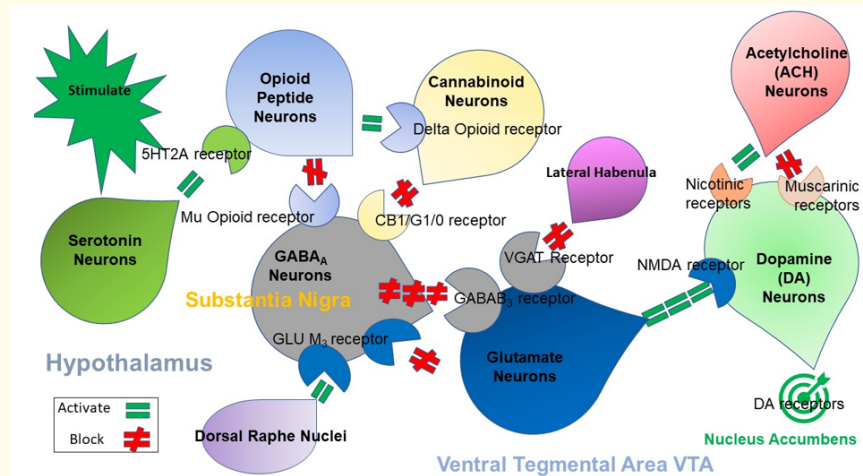 Stimulate
Opioid
Peptide
Neurons
Cannabinoid
Neurons
Acetylcholine
(ACH)
Neurons
Delta Opioid receptor
5HT2A receptor
Lateral Habenula
Nicotinic
receptors
Muscarinic
receptors
Mu Opioid receptor
CB1/G1/0 receptor
Serotonin
Neurons
GABAA
Neurons
VGAT Receptor
NMDA receptor
Dopamine
(DA)
Neurons
Substantia Nigra
GABAB3 receptor
GLU M3 receptor
Hypothalamus
Glutamate
Neurons
Activate
Block
DA receptors
Dorsal Raphe Nuclei
Nucleus Accumbens
Ventral Tegmental Area VTA